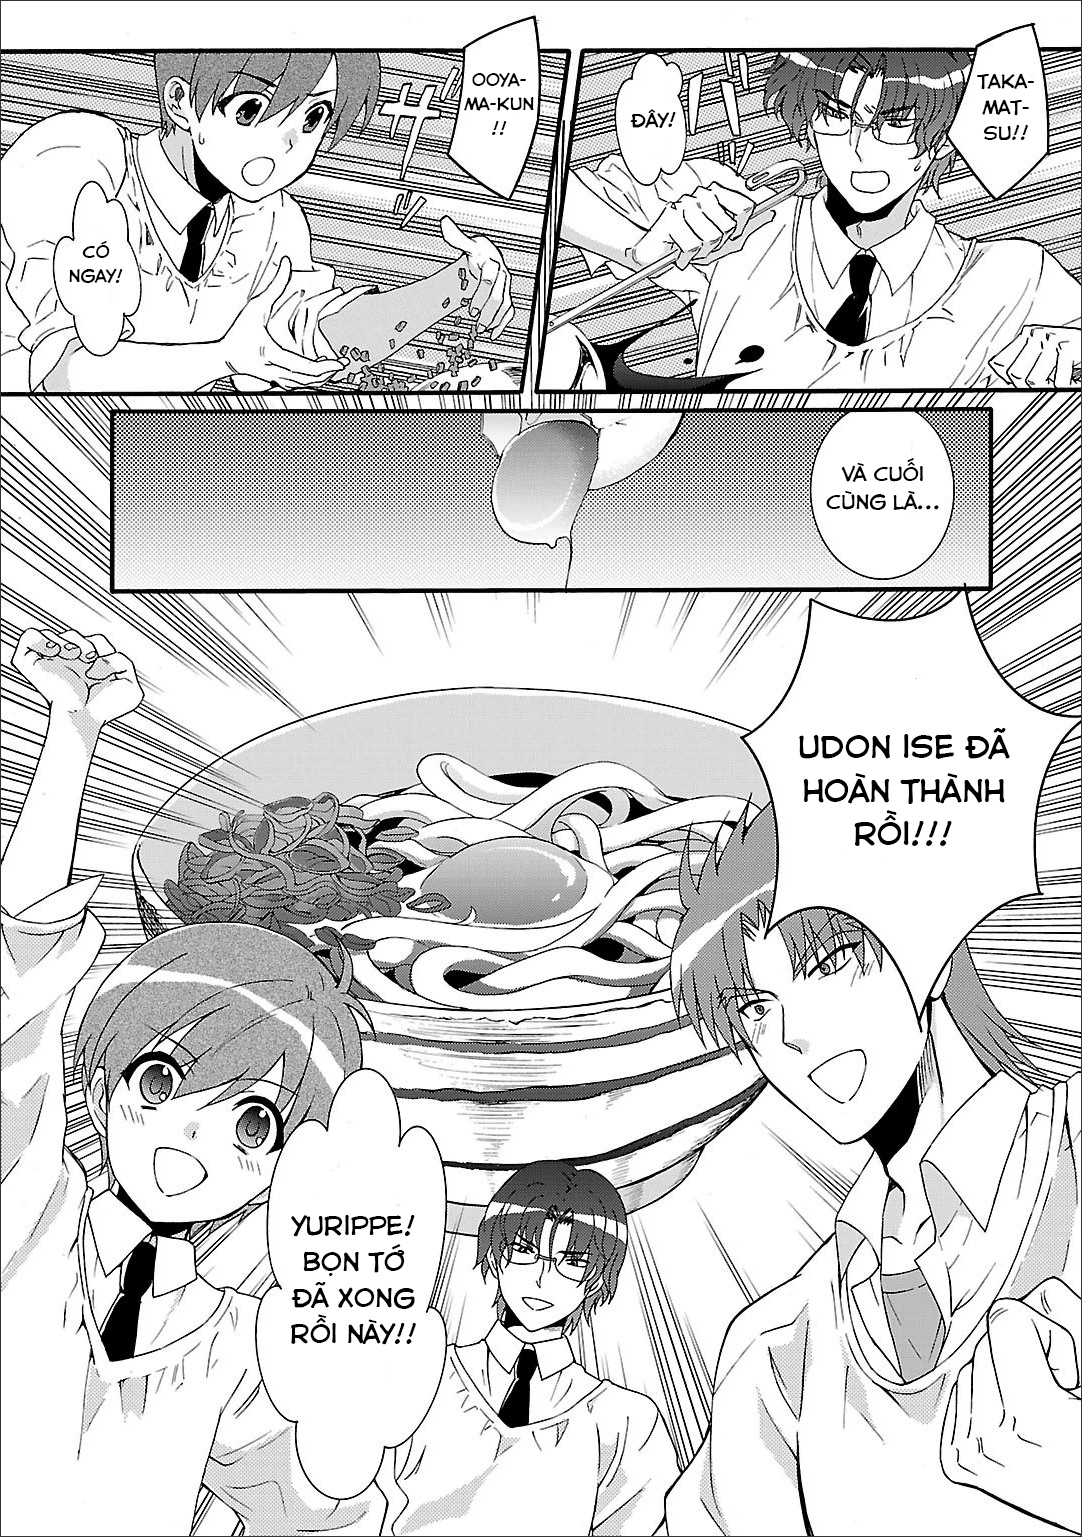 TAKA-
MAT-
SU!!
ĐÂY!
OOYA-
MA-KUN
!!
CÓ
NGAY!
VÀ CUỐI
CÙNG LÀ...
UDON ISE ĐÃ
HOÀN THÀNH
RỒI!!!
YURIPPE!
BỌN TỚ
ĐÃ XONG
RỒI NÀY!!